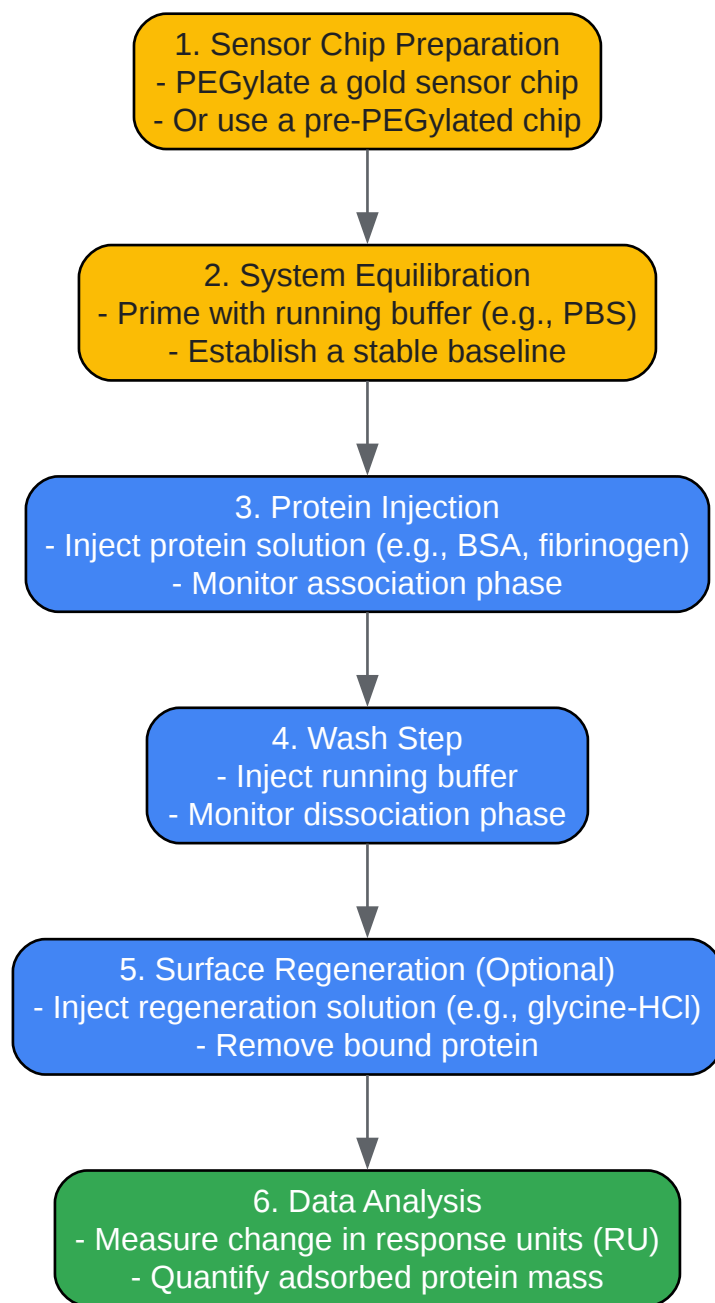 1. Sensor Chip Preparation
- PEGylate a gold sensor chip
- Or use a pre-PEGylated chip
2. System Equilibration
- Prime with running buffer (e.g., PBS)
- Establish a stable baseline
3. Protein Injection
- Inject protein solution (e.g., BSA, fibrinogen)
- Monitor association phase
4. Wash Step
- Inject running buffer
- Monitor dissociation phase
5. Surface Regeneration (Optional)
- Inject regeneration solution (e.g., glycine-HCl)
- Remove bound protein
6. Data Analysis
- Measure change in response units (RU)
- Quantify adsorbed protein mass